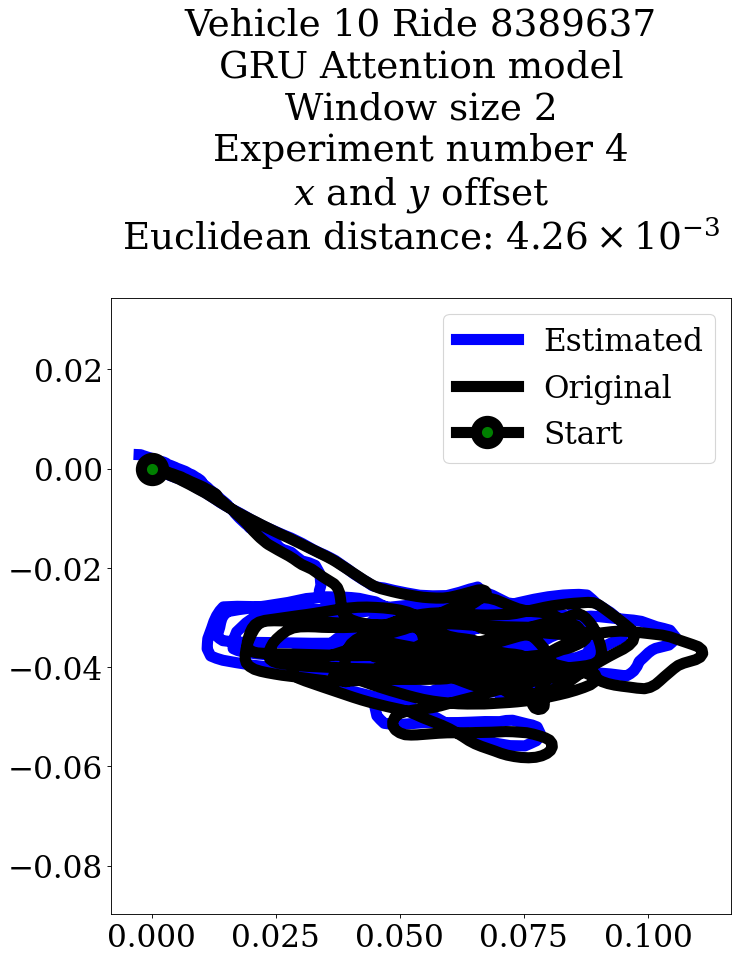 Vehicle 10 Ride 8389637
GRU Attention model
Window size 2
Experiment number 4
x and y offset
Euclidean distance: 4.26 × 10⁻³
Estimated
Original
Start
0.02
0.00
−0.02
−0.04
−0.06
−0.08
0.000 0.025 0.050 0.075 0.100